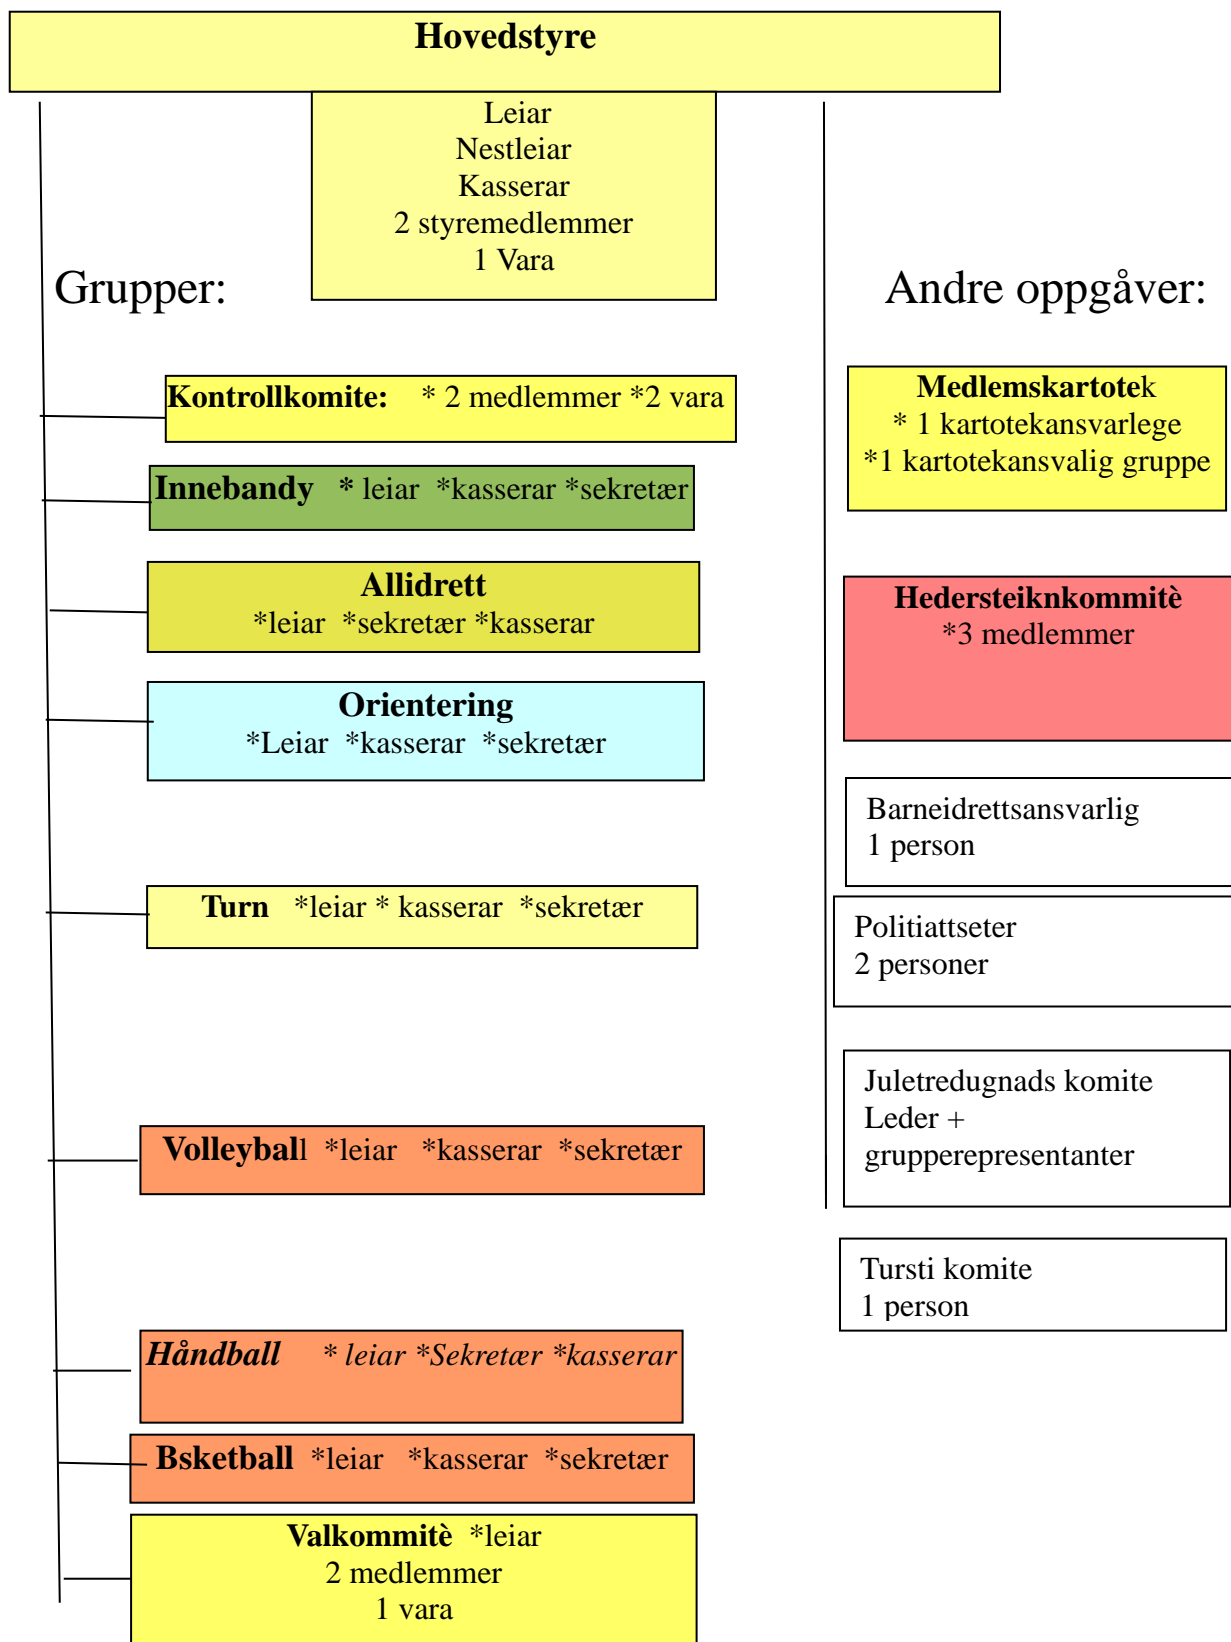 Hovedstyre
Leiar
Nestleiar
Kasserar
2 styremedlemmer
1 Vara
Grupper:
Kontrollkomite: * 2 medlemmer *2 vara
Innebandy * leiar *kasserar *sekretær
Allidrett
*leiar *sekretær *kasserar
Orientering
*Leiar *kasserar *sekretær
Turn *leiar * kasserar *sekretær
Volleyball *leiar *kasserar *sekretær
Håndball * leiar *Sekretær *kasserar
Bsketball *leiar *kasserar *sekretær
Valkommitè *leiar
2 medlemmer
1 vara
Andre oppgåver:
Medlemskartotek
* 1 kartotekansvarlege
*1 kartotekansvalig gruppe
Hedersteiknkommitè
*3 medlemmer
Barneidrettsansvarlig
1 person
Politiattseter
2 personer
Juletredugnads komite
Leder +
grupperepresentanter
Tursti komite
1 person